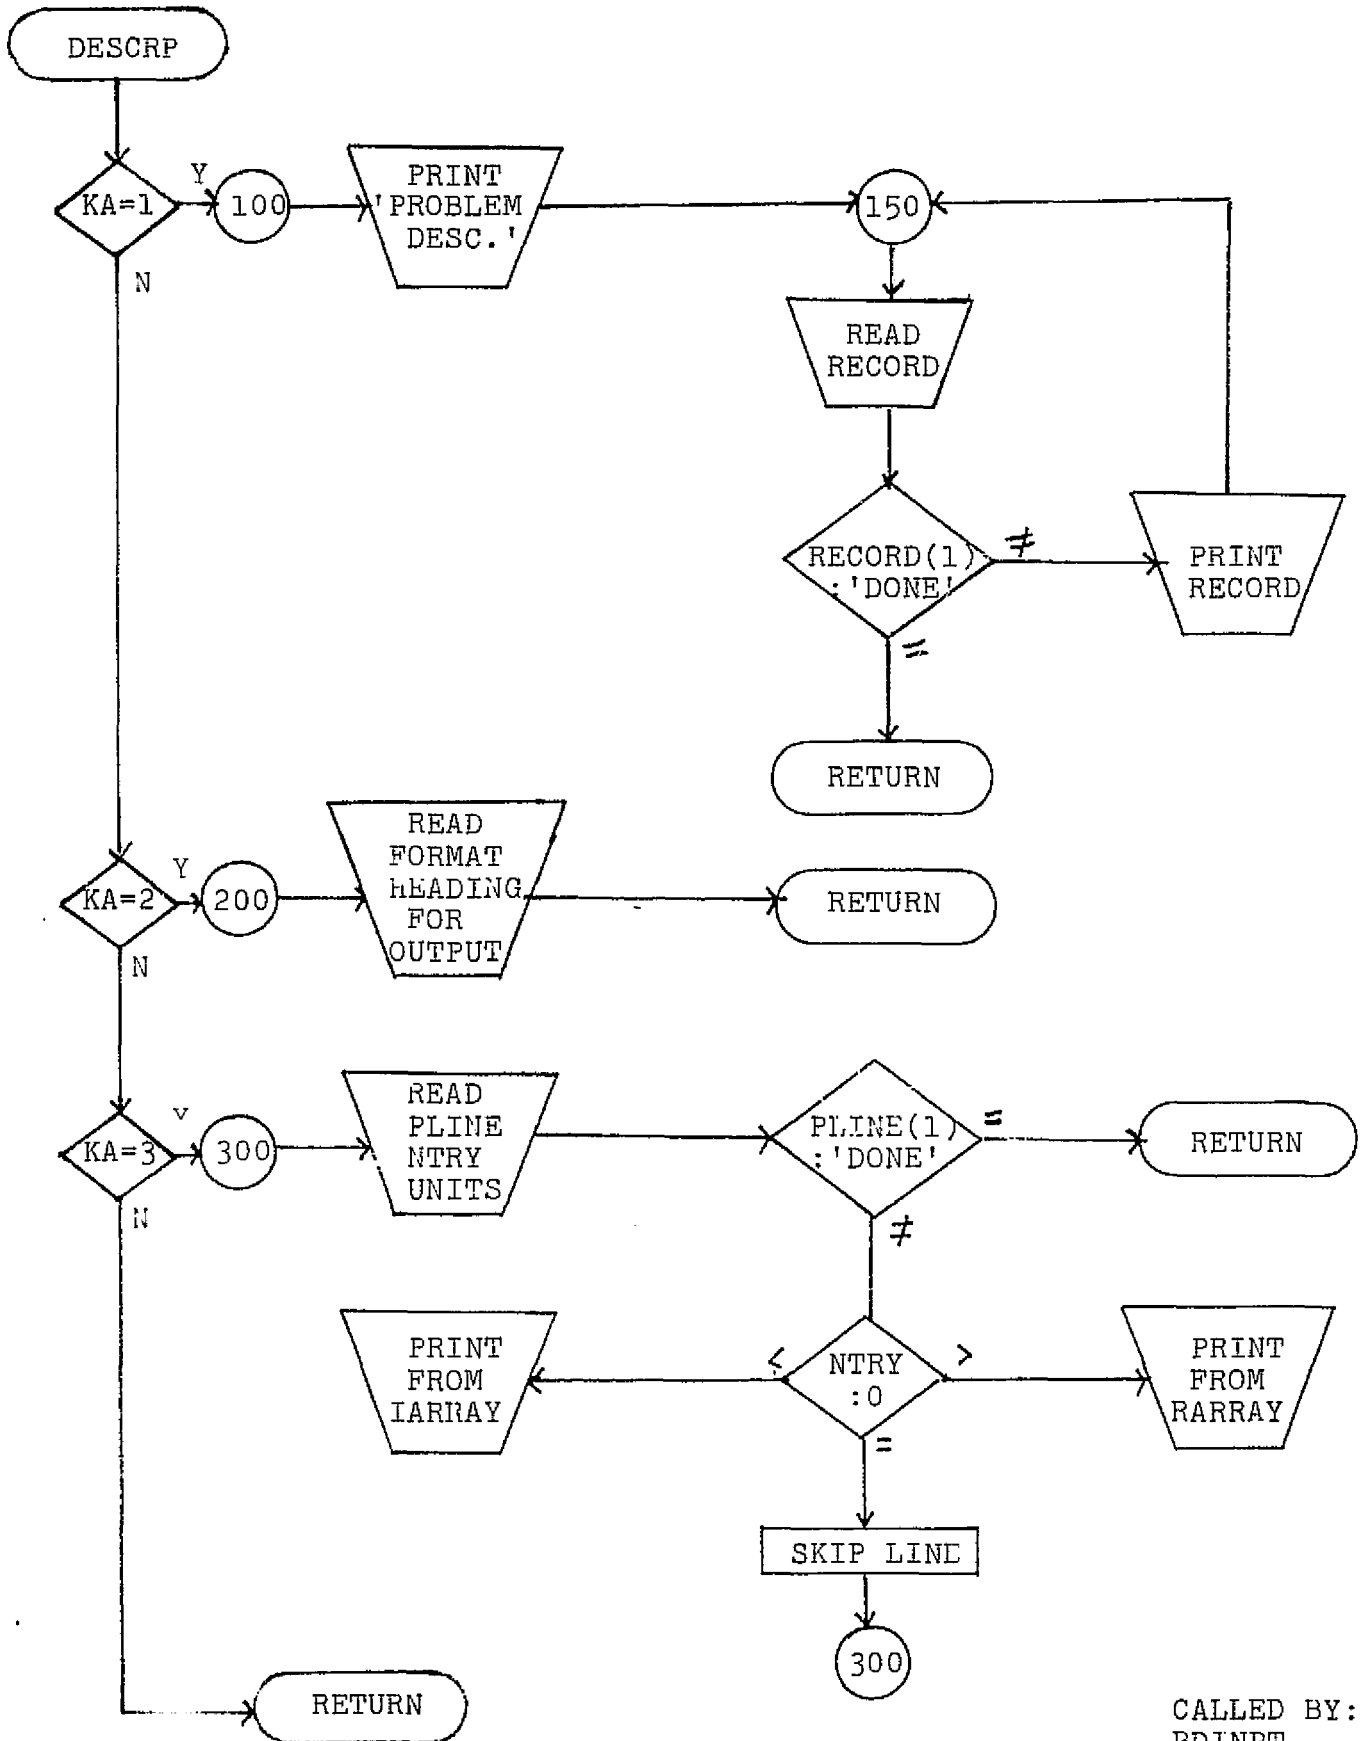 DESCRP
KA=1
Y
100
PRINT
'PROBLEM
DESC.'
150
N
READ
RECORD
RECORD(1)
:'DONE'
≠
PRINT
RECORD
=
RETURN
KA=2
Y
200
READ
FORMAT
HEADING
FOR
OUTPUT
RETURN
N
KA=3
300
READ
PLINE
NTRY
UNITS
PLINE(1)
:'DONE'
=
RETURN
N
≠
PRINT
FROM
IARRAY
<
NTRY
:0
>
PRINT
FROM
RARRAY
=
SKIP LINE
300
RETURN
CALLED BY: